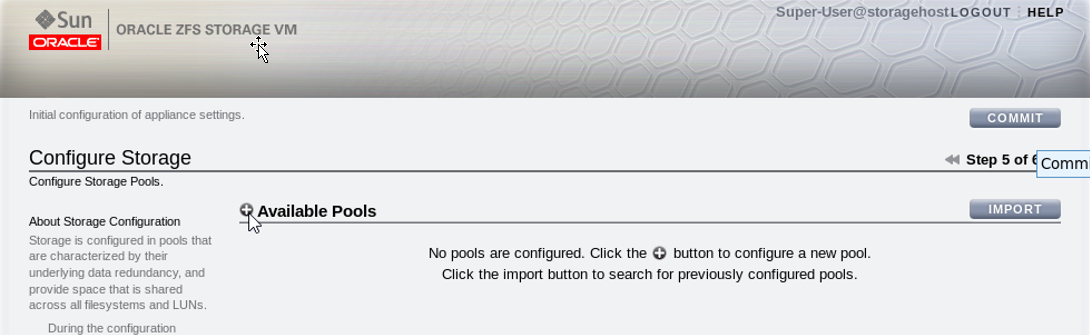 Sun
ORACLE
ORACLE ZFS STORAGE VM
Super-User@storagehost LOGOUT HELP
Initial configuration of appliance settings.
COMMIT
Configure Storage
Step 5 of
Configure Storage Pools.
About Storage Configuration
Available Pools
IMPORT
Storage is configured in pools that
are characterized by their
underlying data redundancy, and
provide space that is shared
across all filesystems and LUNs.
No pools are configured. Click the button to configure a new pool.
Click the import button to search for previously configured pools.
During the configuration